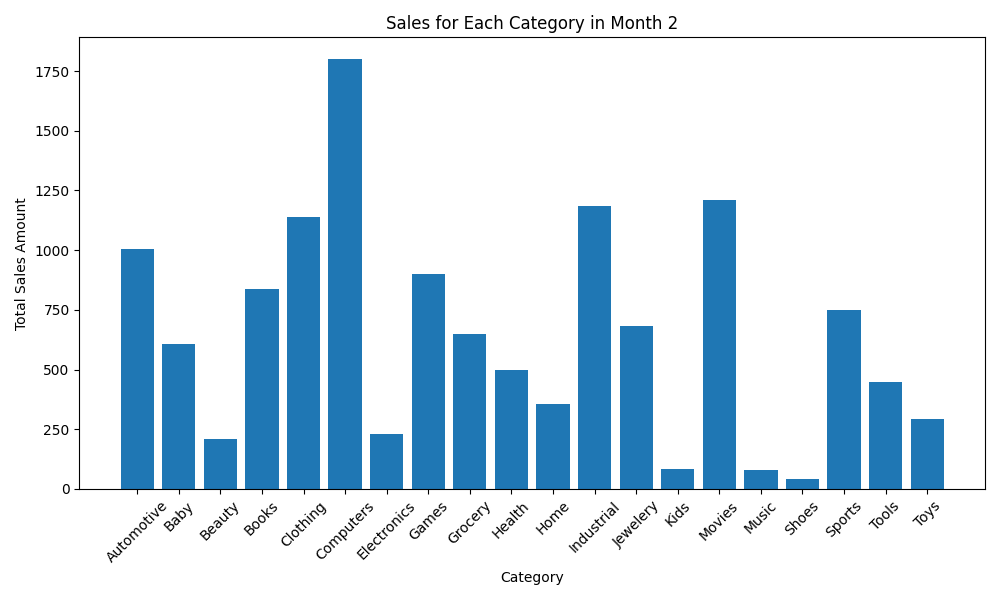 Sales for Each Category in Month 2
Total Sales Amount
1750
1500
1250
1000
750
500
250
0
Automotive
Baby
Beauty
Books
Clothing
Computers
Electronics
Games
Grocery
Health
Home
Industrial
Jewelery
Kids
Movies
Music
Shoes
Sports
Tools
Toys
Category